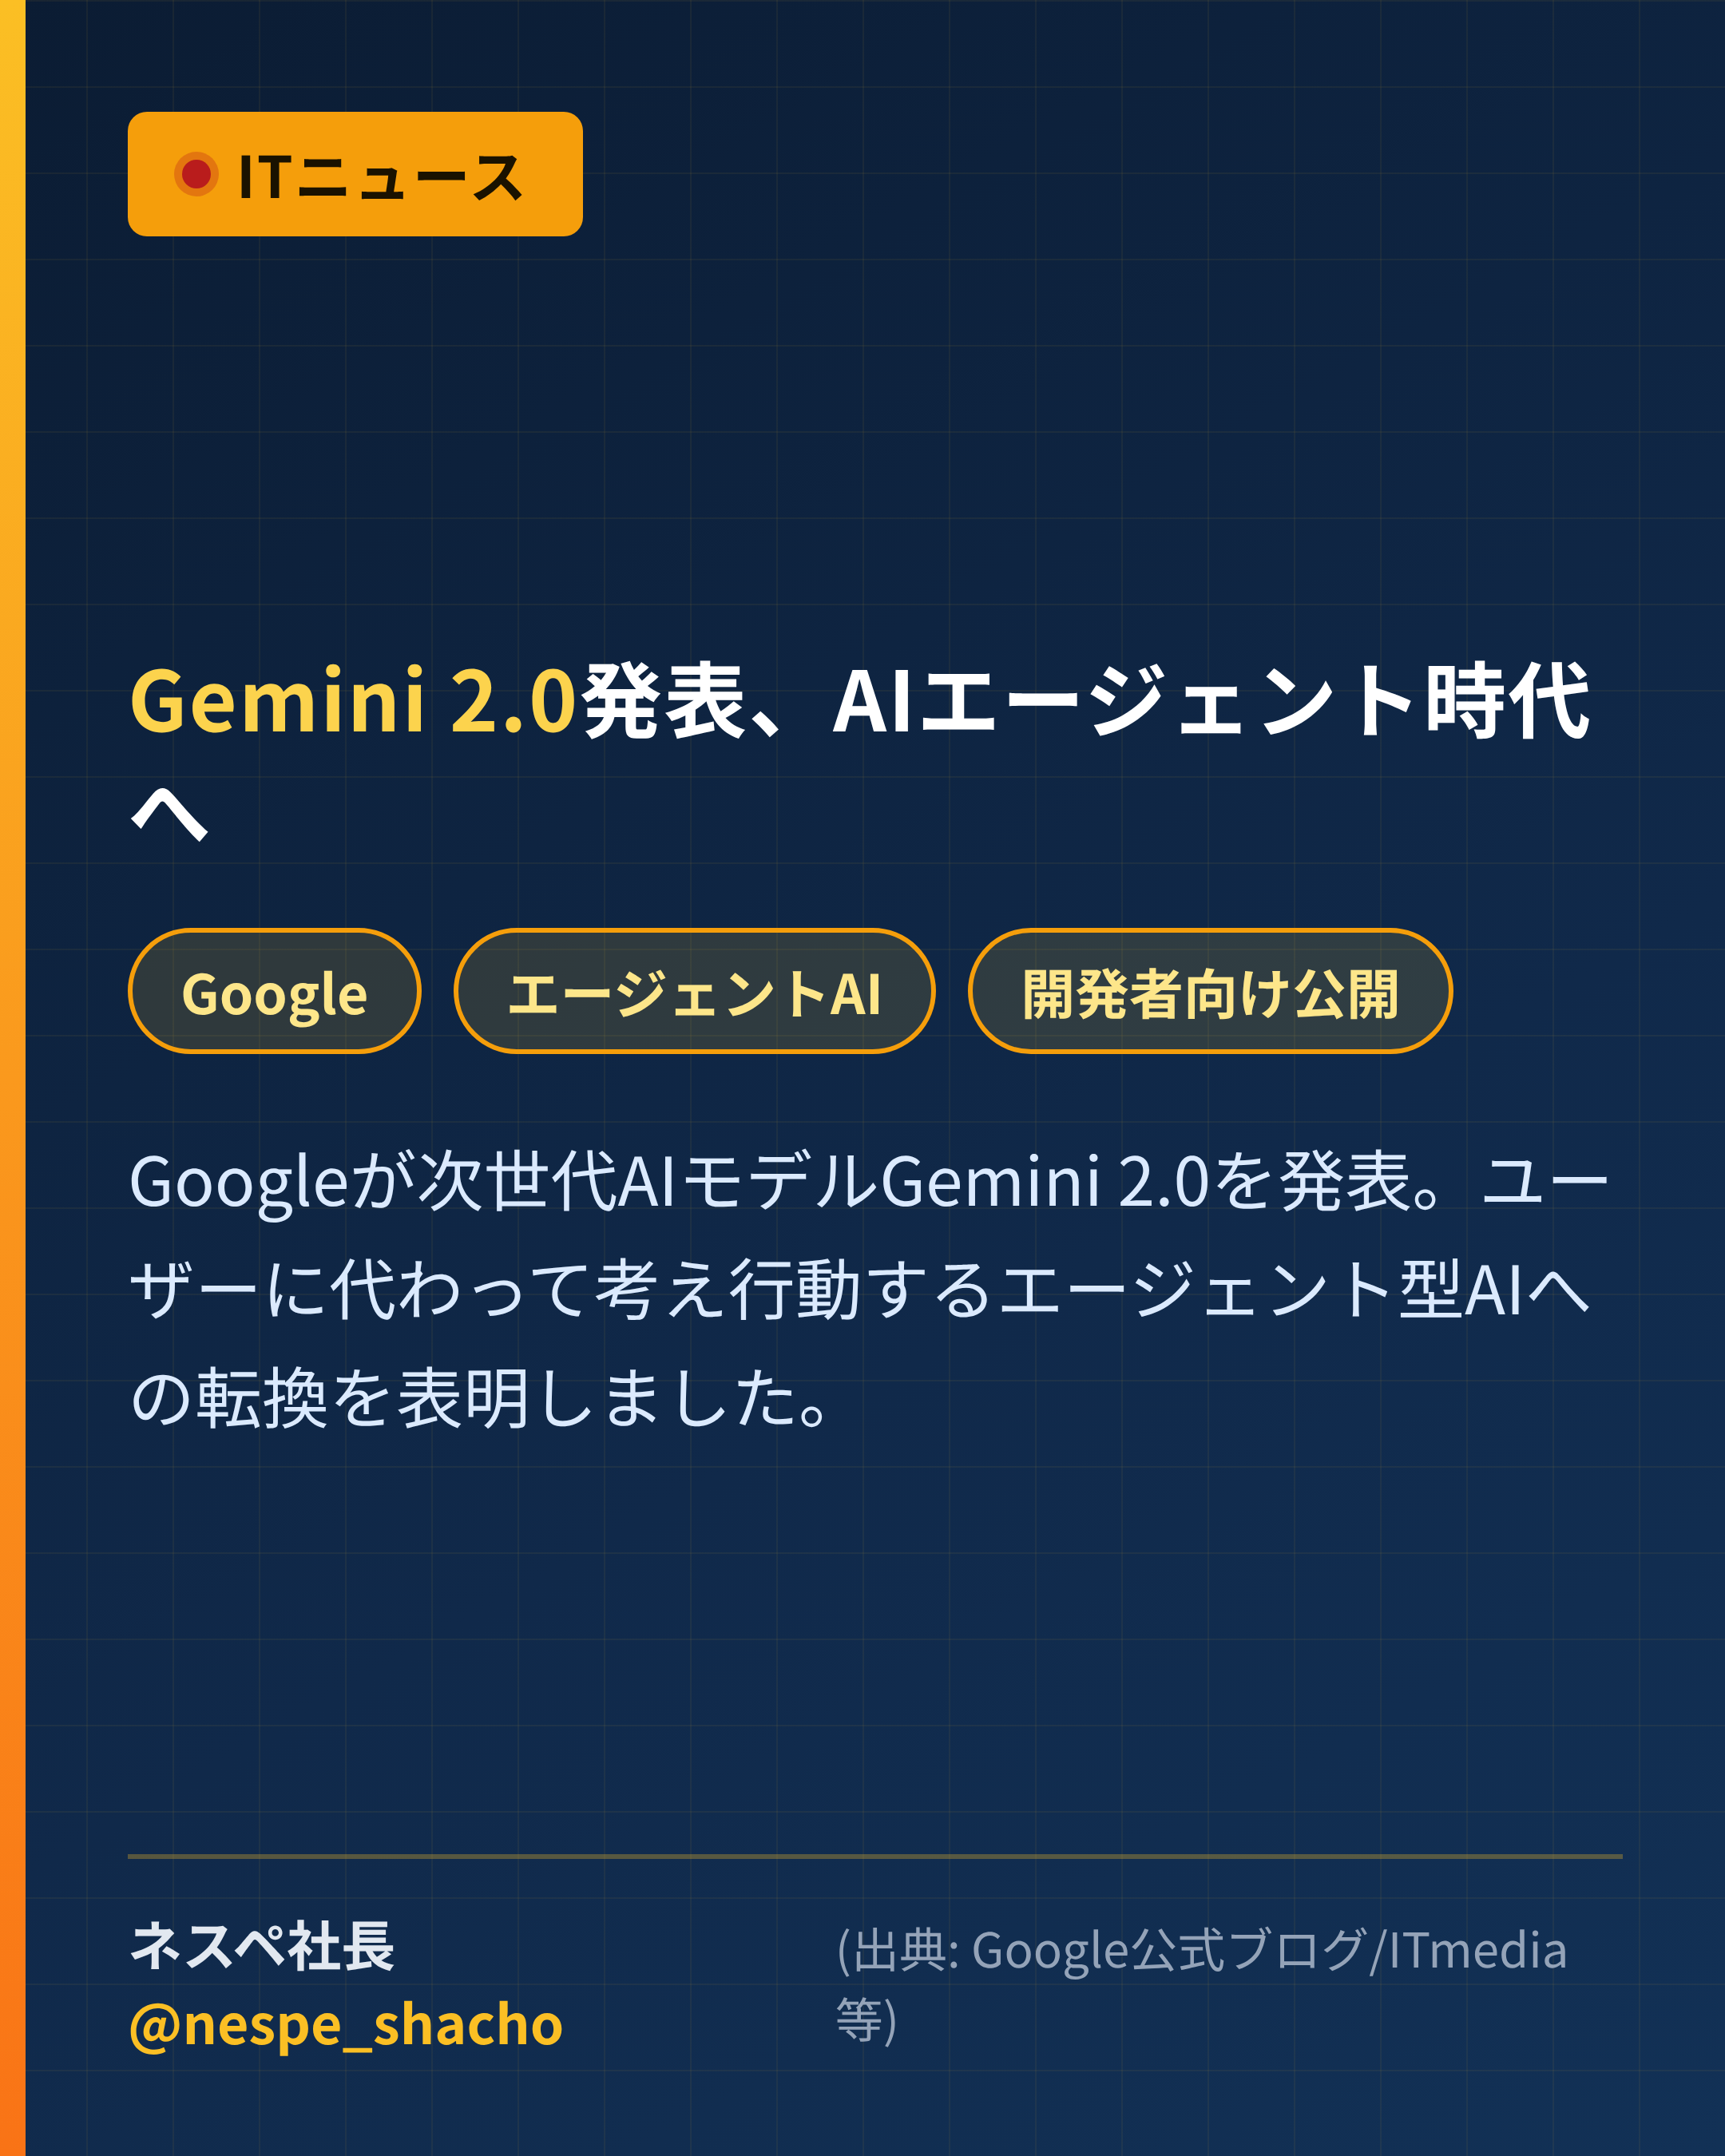 ITニュース
Gemini 2.0発表、AIエージェント時代
へ
Google
エージェントAI
開発者向け公開
Googleが次世代AIモデルGemini 2.0を発表。ユー
ザーに代わって考え行動するエージェント型AIへ
の転換を表明しました。
ネスペ社長
@nespe_shacho
(出典: Google公式ブログ/ITmedia
等)